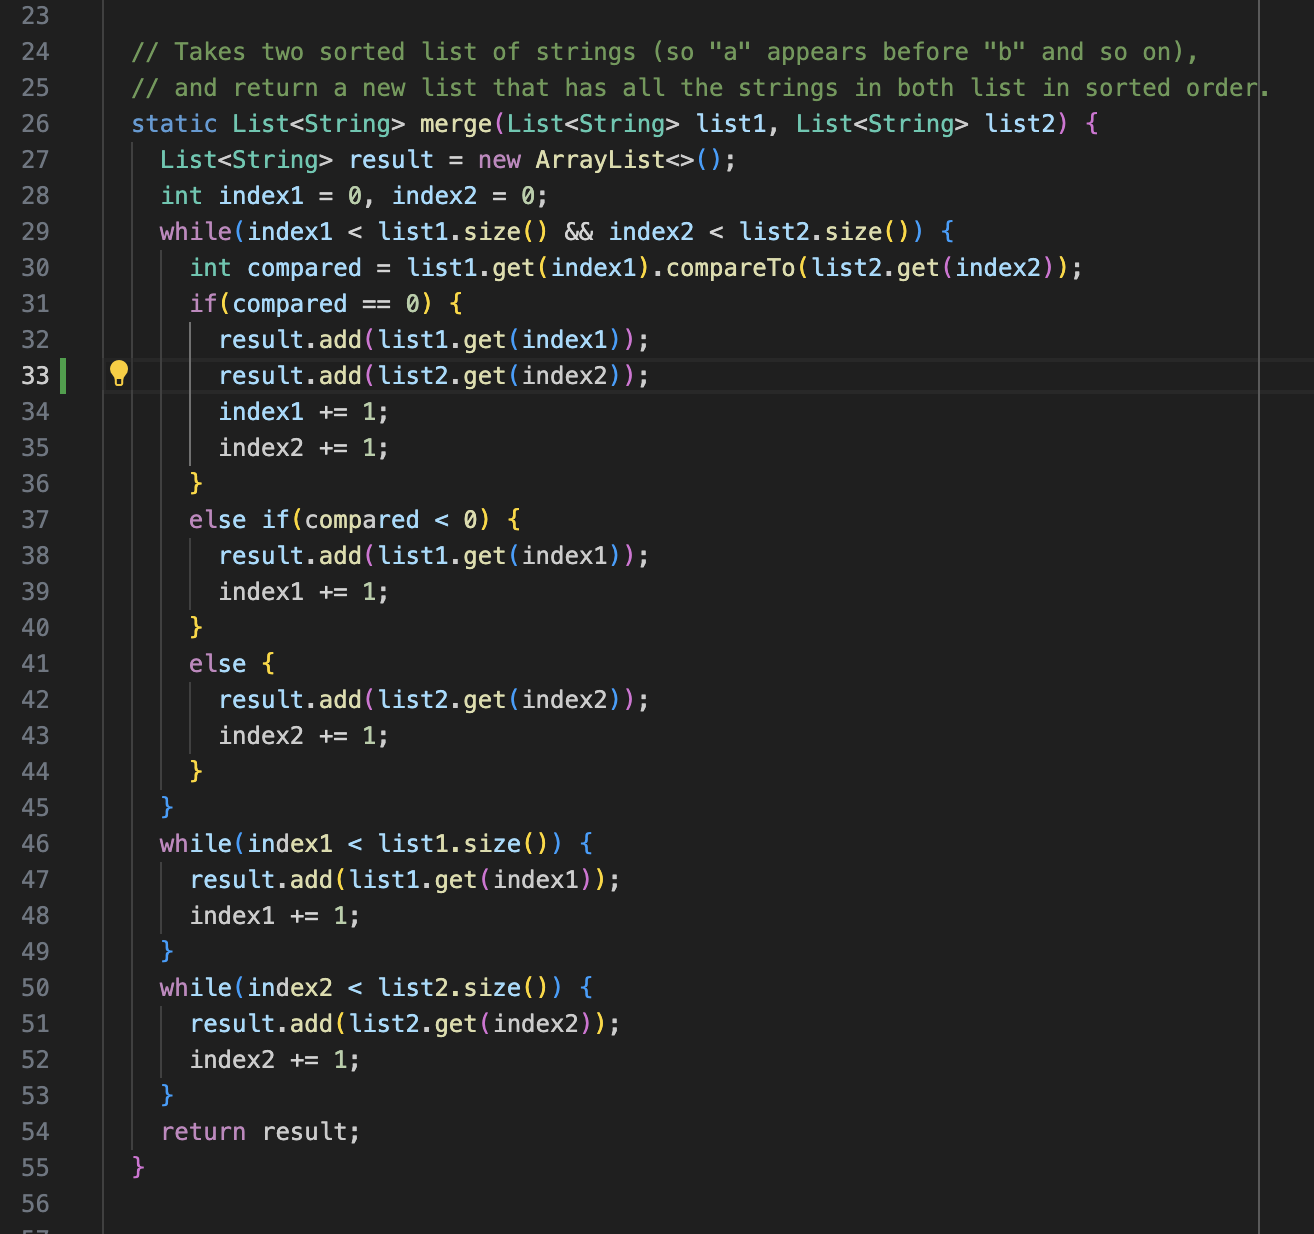 23
24 // Takes two sorted list of strings (so "a" appears before "b" and so on),
25 // and return a new list that has all the strings in both list in sorted order.
26 static List<String> merge(List<String> list1, List<String> list2) {
27 List<String> result = new ArrayList<>();
28 int index1 = 0, index2 = 0;
29 while(index1 < list1.size() && index2 < list2.size()) {
30 int compared = list1.get(index1).compareTo(list2.get(index2));
31 if(compared == 0) {
32 result.add(list1.get(index1));
33 result.add(list2.get(index2));
34 index1 += 1;
35 index2 += 1;
36 }
37 else if(compared < 0) {
38 result.add(list1.get(index1));
39 index1 += 1;
40 }
41 else {
42 result.add(list2.get(index2));
43 index2 += 1;
44 }
45 }
46 while(index1 < list1.size()) {
47 result.add(list1.get(index1));
48 index1 += 1;
49 }
50 while(index2 < list2.size()) {
51 result.add(list2.get(index2));
52 index2 += 1;
53 }
54 return result;
55 }
56